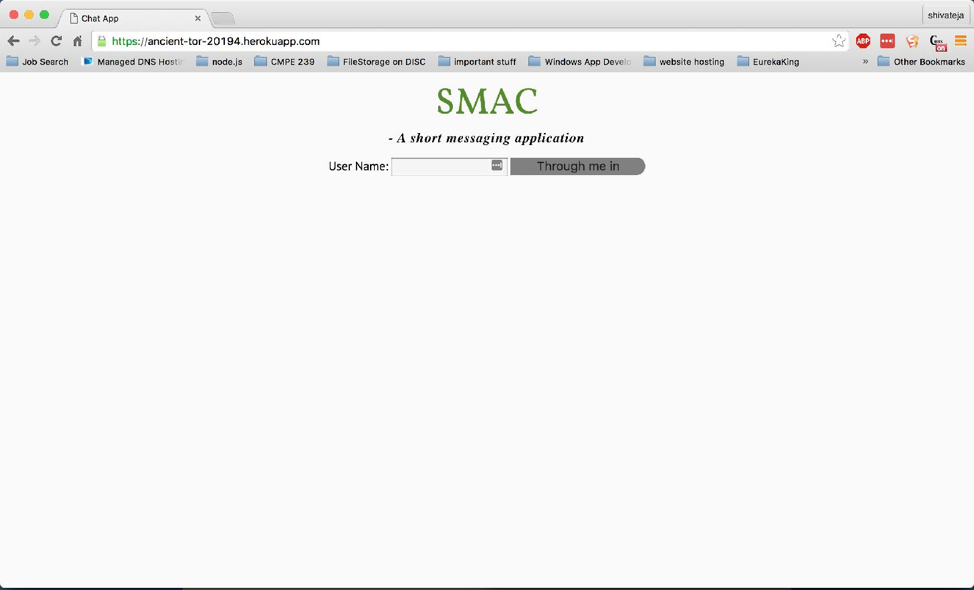 Chat App
shivateja
https://ancient-tor-20194.herokuapp.com
ABP
on
Job Search
Managed DNS Hostin
node.js
CMPE 239
FileStorage on DISC
important stuff
Windows App Develo
website hosting
EurekaKing
»
Other Bookmarks
SMAC
- A short messaging application
User Name:
Through me in